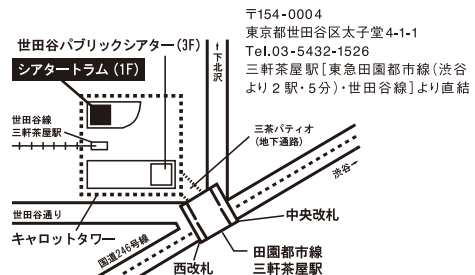 〒154-0004
東京都世田谷区太子堂4-1-1
Tel.03-5432-1526
三軒茶屋駅[東急田園都市線(渋谷
より2駅・5分)・世田谷線]より直結
世田谷パブリックシアター(3F)
シアタートラム(1F)
↑下北沢
世田谷線
三軒茶屋駅
三茶パティオ
(地下通路)
渋谷→
世田谷通り
キャロットタワー
国道246号線
中央改札
西改札
田園都市線
三軒茶屋駅